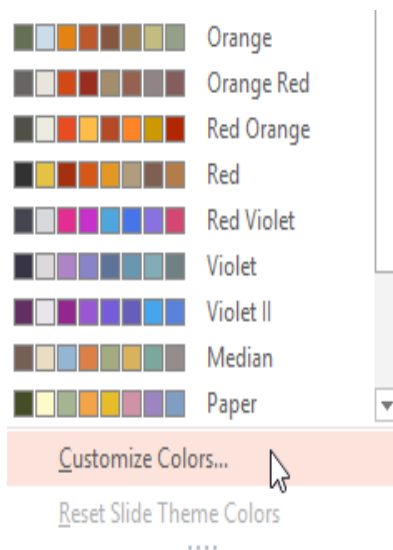 Orange
Orange Red
Red Orange
Red
Red Violet
Violet
Violet II
Median
Paper
Customize Colors...
Reset Slide Theme Colors